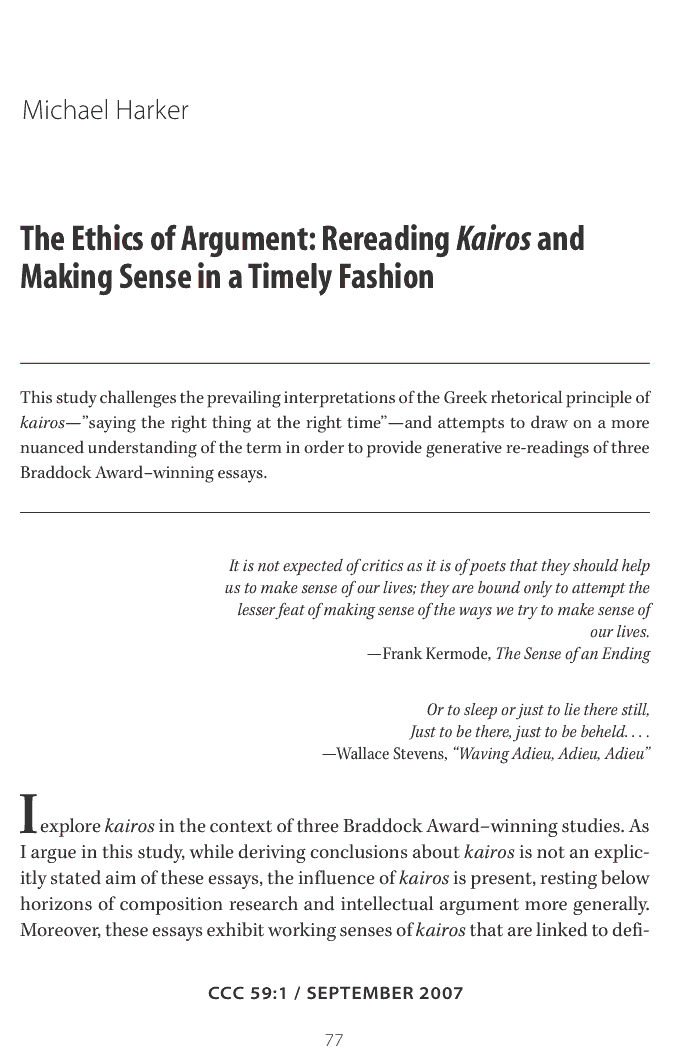 Michael Harker
The Ethics of Argument: Rereading Kairos and
Making Sense in a Timely Fashion
This study challenges the prevailing interpretations of the Greek rhetorical principle of
kairos—”saying the right thing at the right time”—and attempts to draw on a more
nuanced understanding of the term in order to provide generative re-readings of three
Braddock Award–winning essays.
It is not expected of critics as it is of poets that they should help
us to make sense of our lives; they are bound only to attempt the
lesser feat of making sense of the ways we try to make sense of
our lives.
—Frank Kermode, The Sense of an Ending
Or to sleep or just to lie there still,
Just to be there, just to be beheld. . . .
—Wallace Stevens, “Waving Adieu, Adieu, Adieu”
I explore kairos in the context of three Braddock Award–winning studies. As
I argue in this study, while deriving conclusions about kairos is not an explic-
itly stated aim of these essays, the influence of kairos is present, resting below
horizons of composition research and intellectual argument more generally.
Moreover, these essays exhibit working senses of kairos that are linked to defi-
CCC 59:1 / SEPTEMBER 2007
77